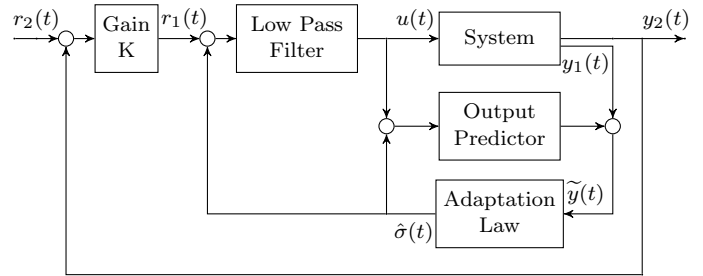 r₂(t)
Gain
K
r₁(t)
Low Pass
Filter
u(t)
System
y₂(t)
y₁(t)
Output
Predictor
ỹ(t)
Adaptation
Law
σ̂(t)